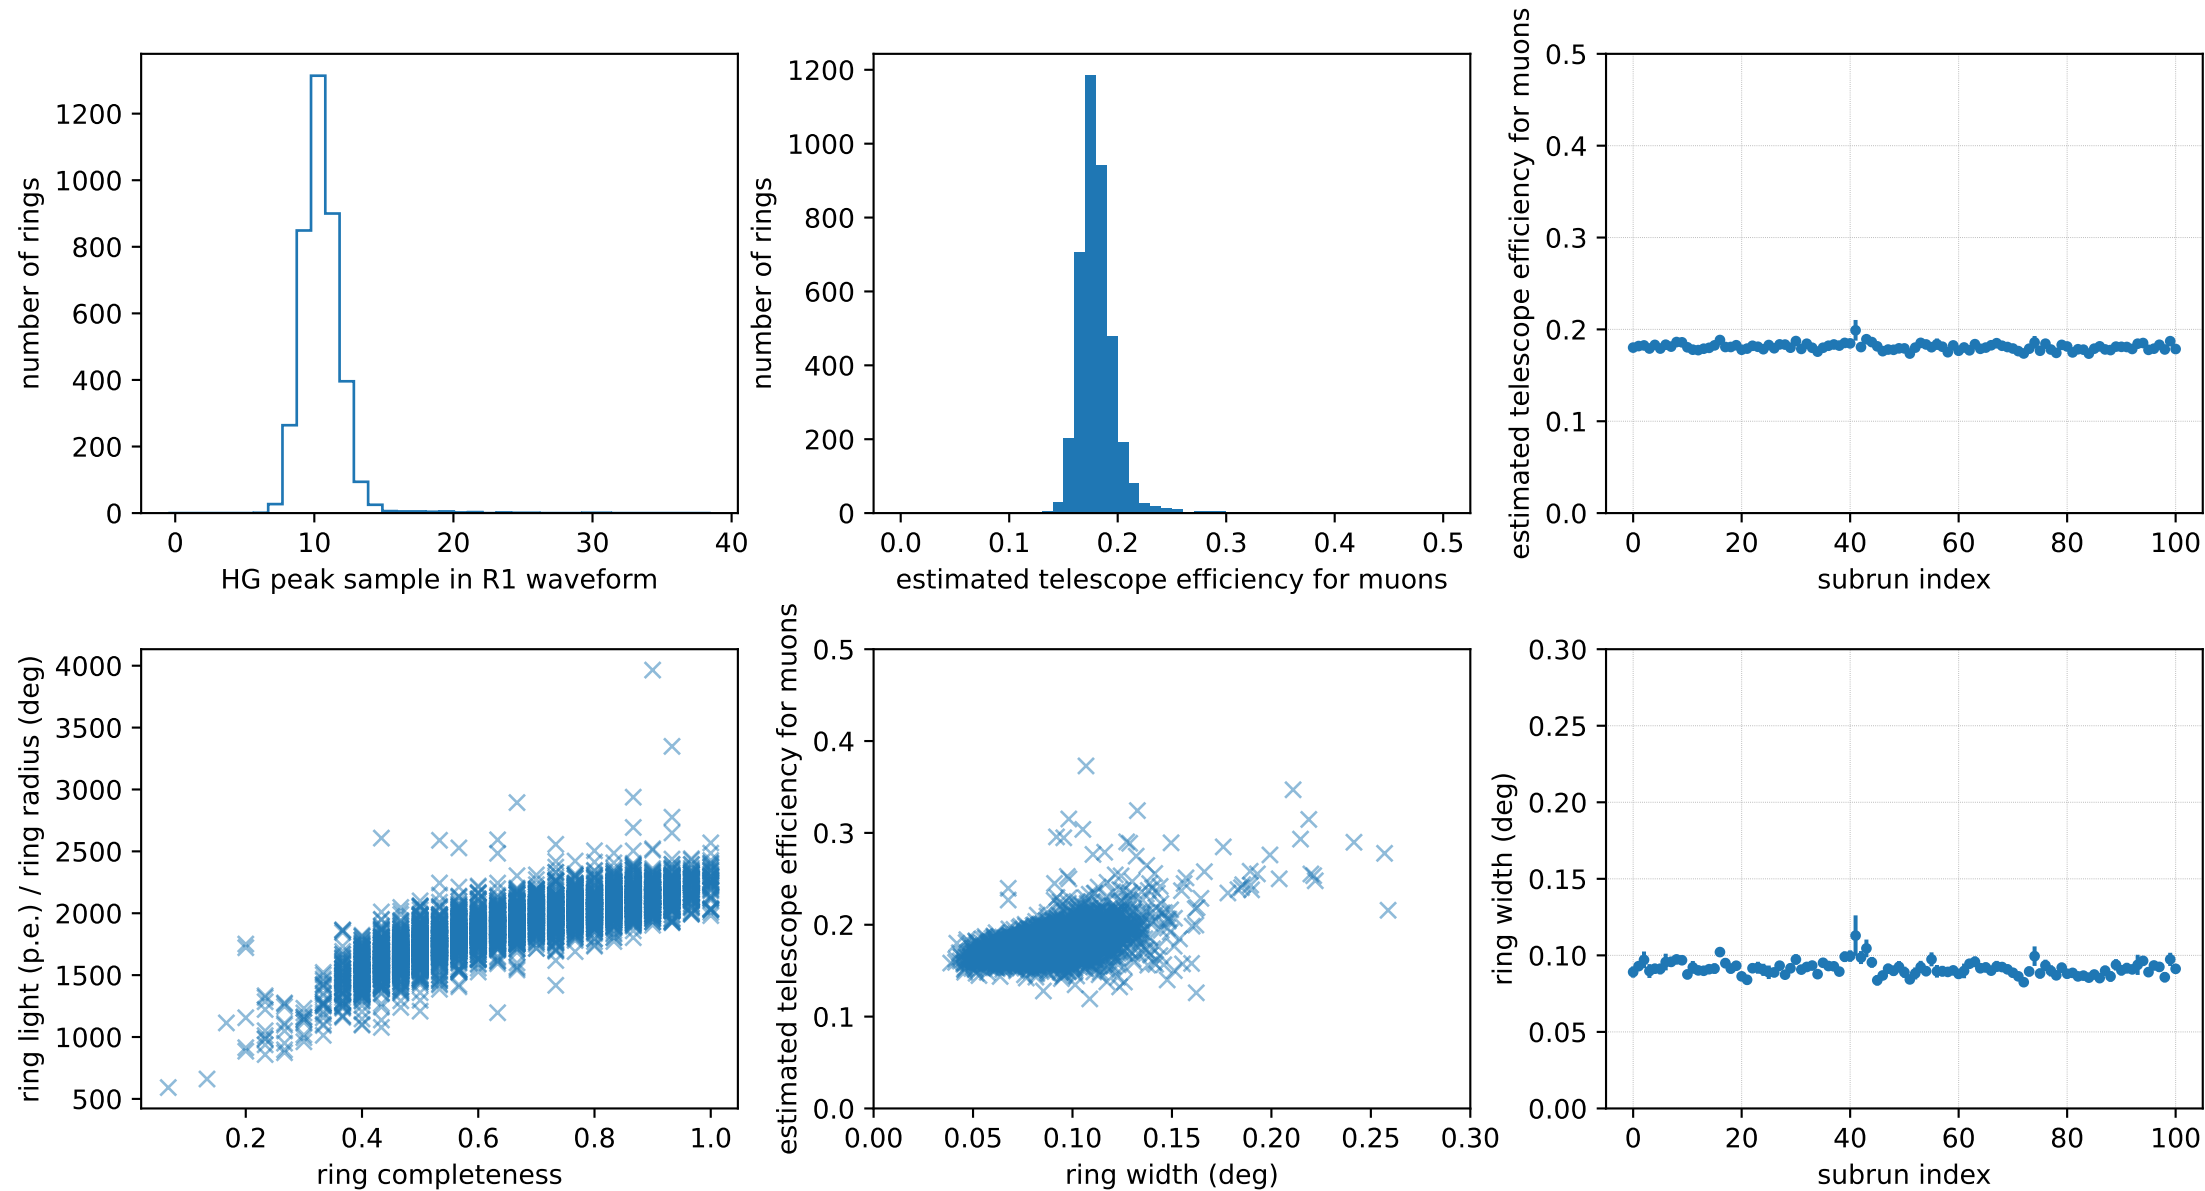 number of rings
0
200
400
600
800
1000
1200
0 10 20 30 40
HG peak sample in R1 waveform
number of rings
0
200
400
600
800
1000
1200
0.0 0.1 0.2 0.3 0.4 0.5
estimated telescope efficiency for muons
estimated telescope efficiency for muons
0.0
0.1
0.2
0.3
0.4
0.5
0 20 40 60 80 100
subrun index
ring light (p.e.) / ring radius (deg)
500
1000
1500
2000
2500
3000
3500
4000
0.2 0.4 0.6 0.8 1.0
ring completeness
estimated telescope efficiency for muons
0.0
0.1
0.2
0.3
0.4
0.5
0.00 0.05 0.10 0.15 0.20 0.25 0.30
ring width (deg)
ring width (deg)
0.00
0.05
0.10
0.15
0.20
0.25
0.30
0 20 40 60 80 100
subrun index